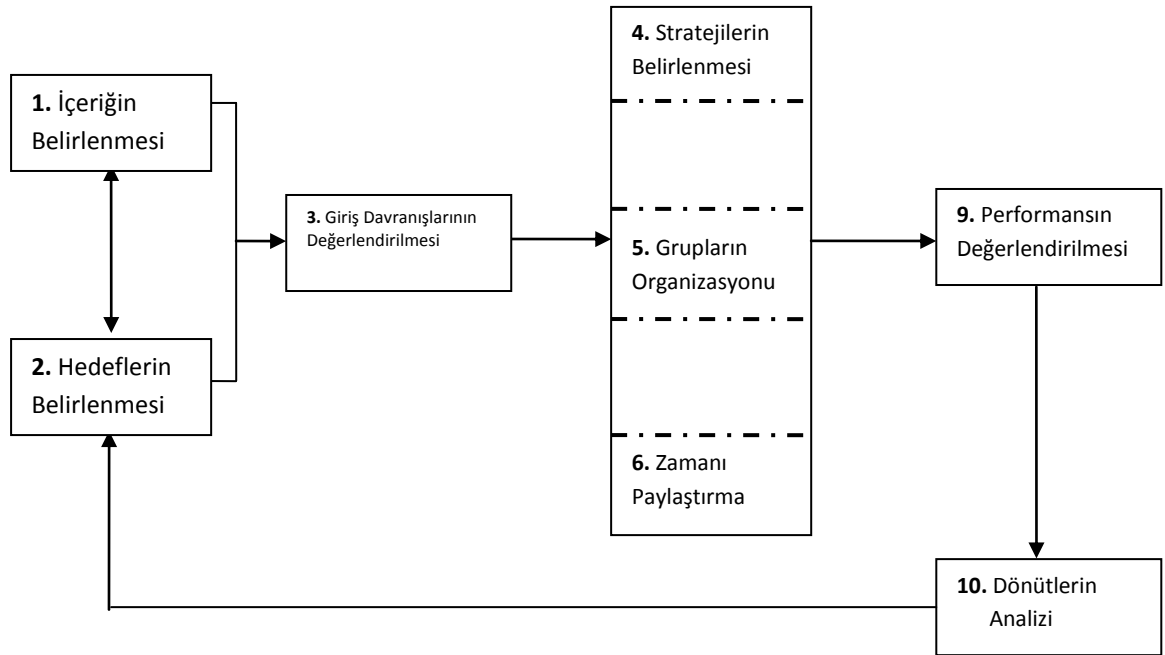 1. İçeriğin
Belirlenmesi
2. Hedeflerin
Belirlenmesi
3. Giriş Davranışlarının
Değerlendirilmesi
4. Stratejilerin
Belirlenmesi
5. Grupların
Organizasyonu
6. Zamanı
Paylaştırma
9. Performansın
Değerlendirilmesi
10. Dönütlerin
Analizi